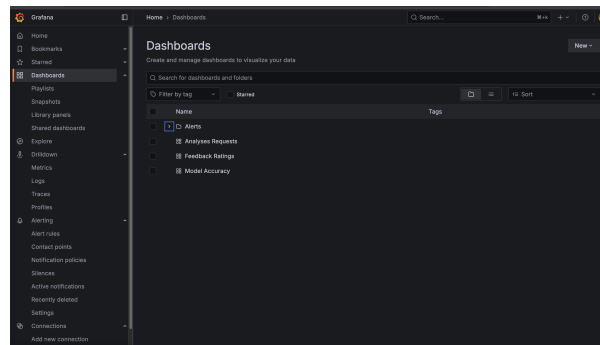 Grafana
Home
Bookmarks
Starred
Dashboards
Playlists
Snapshots
Library panels
Shared dashboards
Explore
Drilldown
Metrics
Logs
Traces
Profiles
Alerting
Alert rules
Contact points
Notification policies
Silences
Active notifications
Recently deleted
Settings
Connections
Add new connection
Home › Dashboards
Search...
⌘+k
Dashboards
Create and manage dashboards to visualize your data
New
Search for dashboards and folders
Filter by tag
Starred
Sort
Name Tags
Alerts
Analyses Requests
Feedback Ratings
Model Accuracy